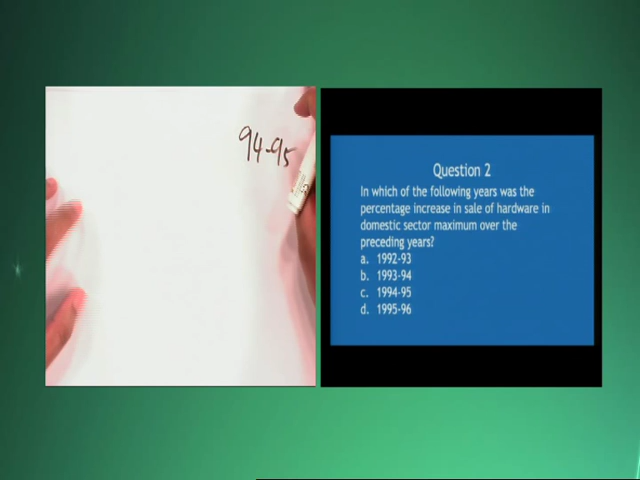 94-95
Question 2
In which of the following years was the
percentage increase in sale of hardware in
domestic sector maximum over the
preceding years?
a. 1992-93
b. 1993-94
c. 1994-95
d. 1995-96